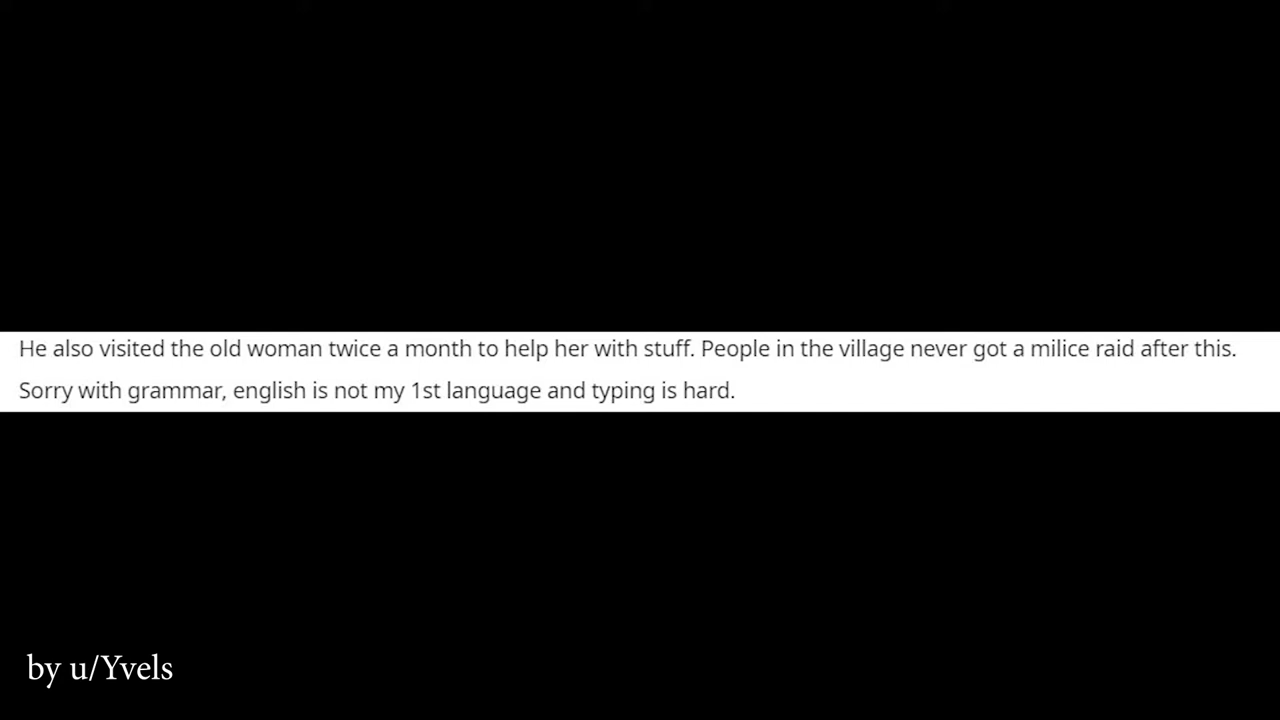 He also visited the old woman twice a month to help her with stuff. People in the village never got a milice raid after this.
Sorry with grammar, english is not my 1st language and typing is hard.
by u/Yvels